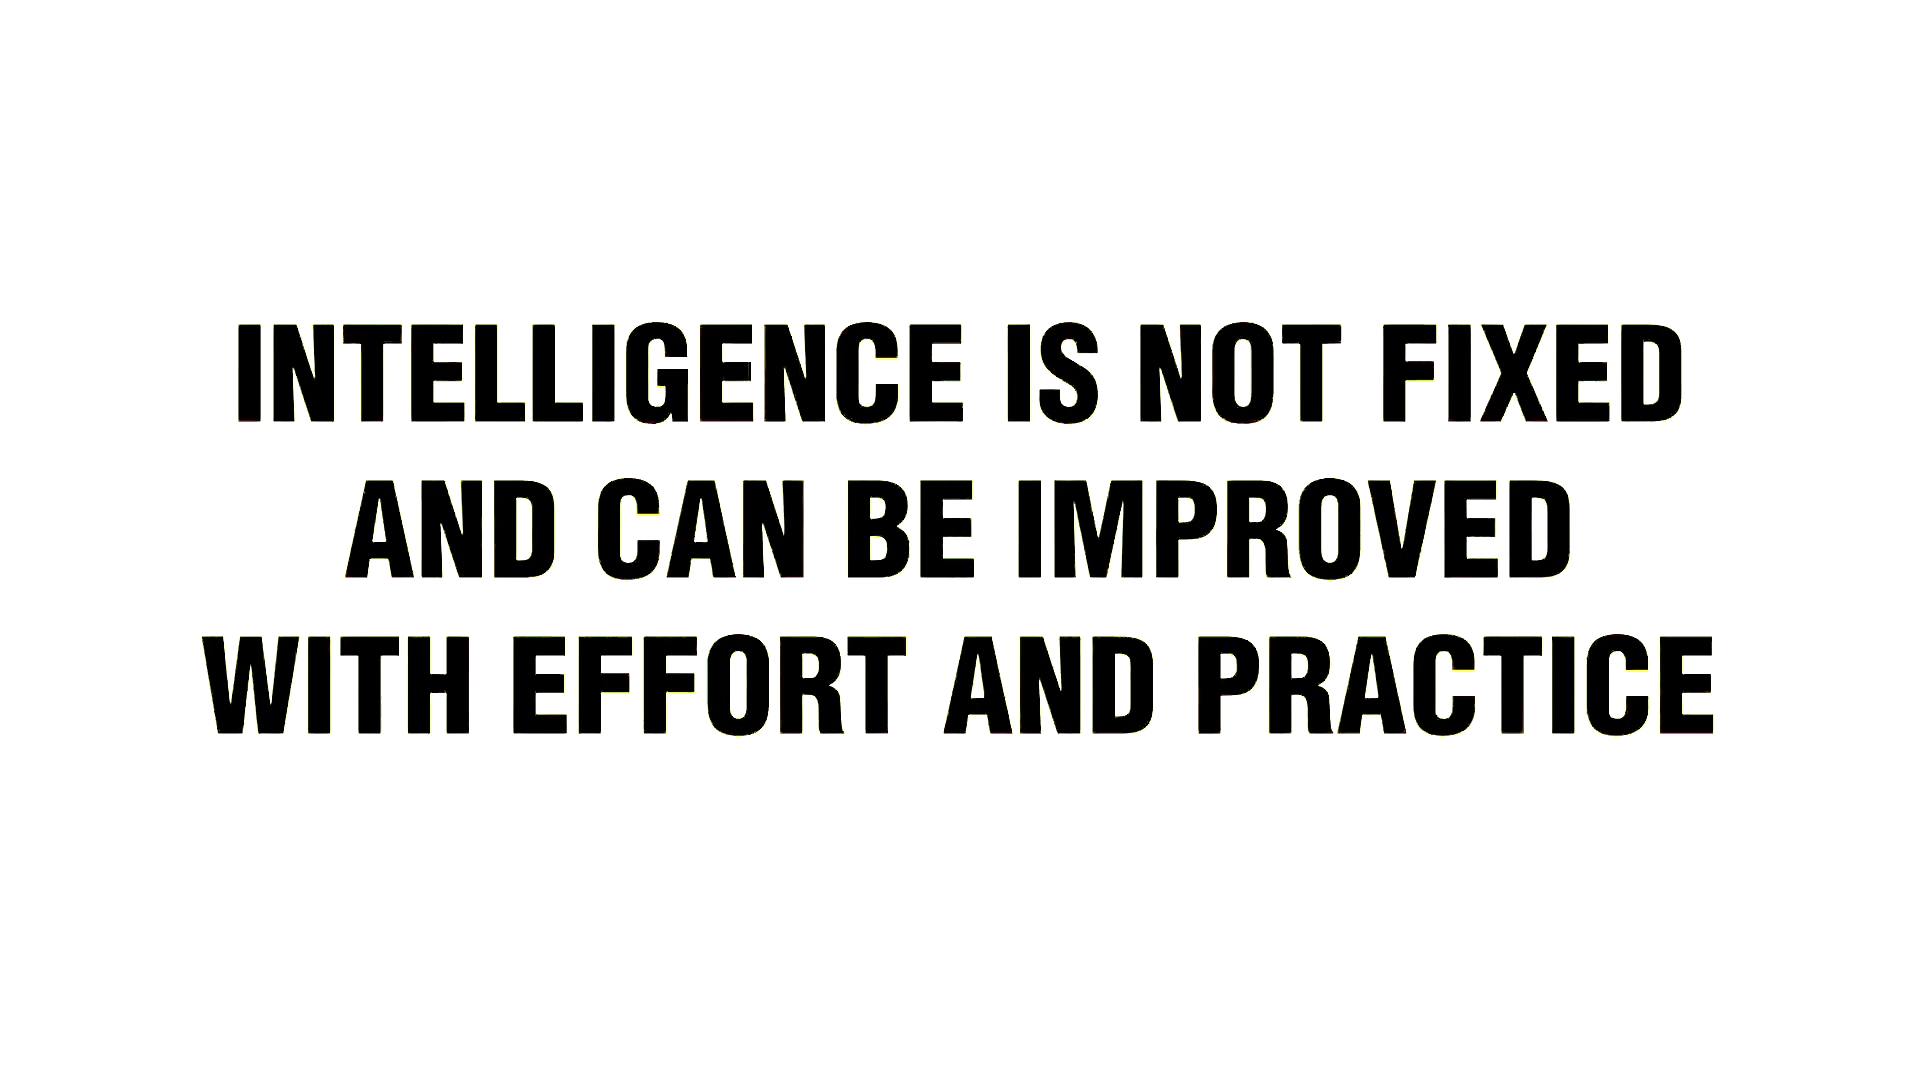 INTELLIGENCE IS NOT FIXED
AND CAN BE IMPROVED
WITH EFFORT AND PRACTICE